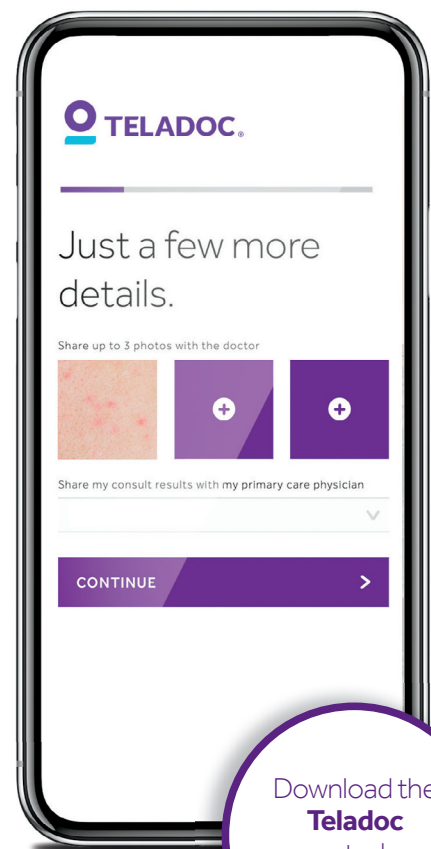 TELADOC®
Just a few more
details.
Share up to 3 photos with the doctor
Share my consult results with my primary care physician
CONTINUE
Download the
Teladoc